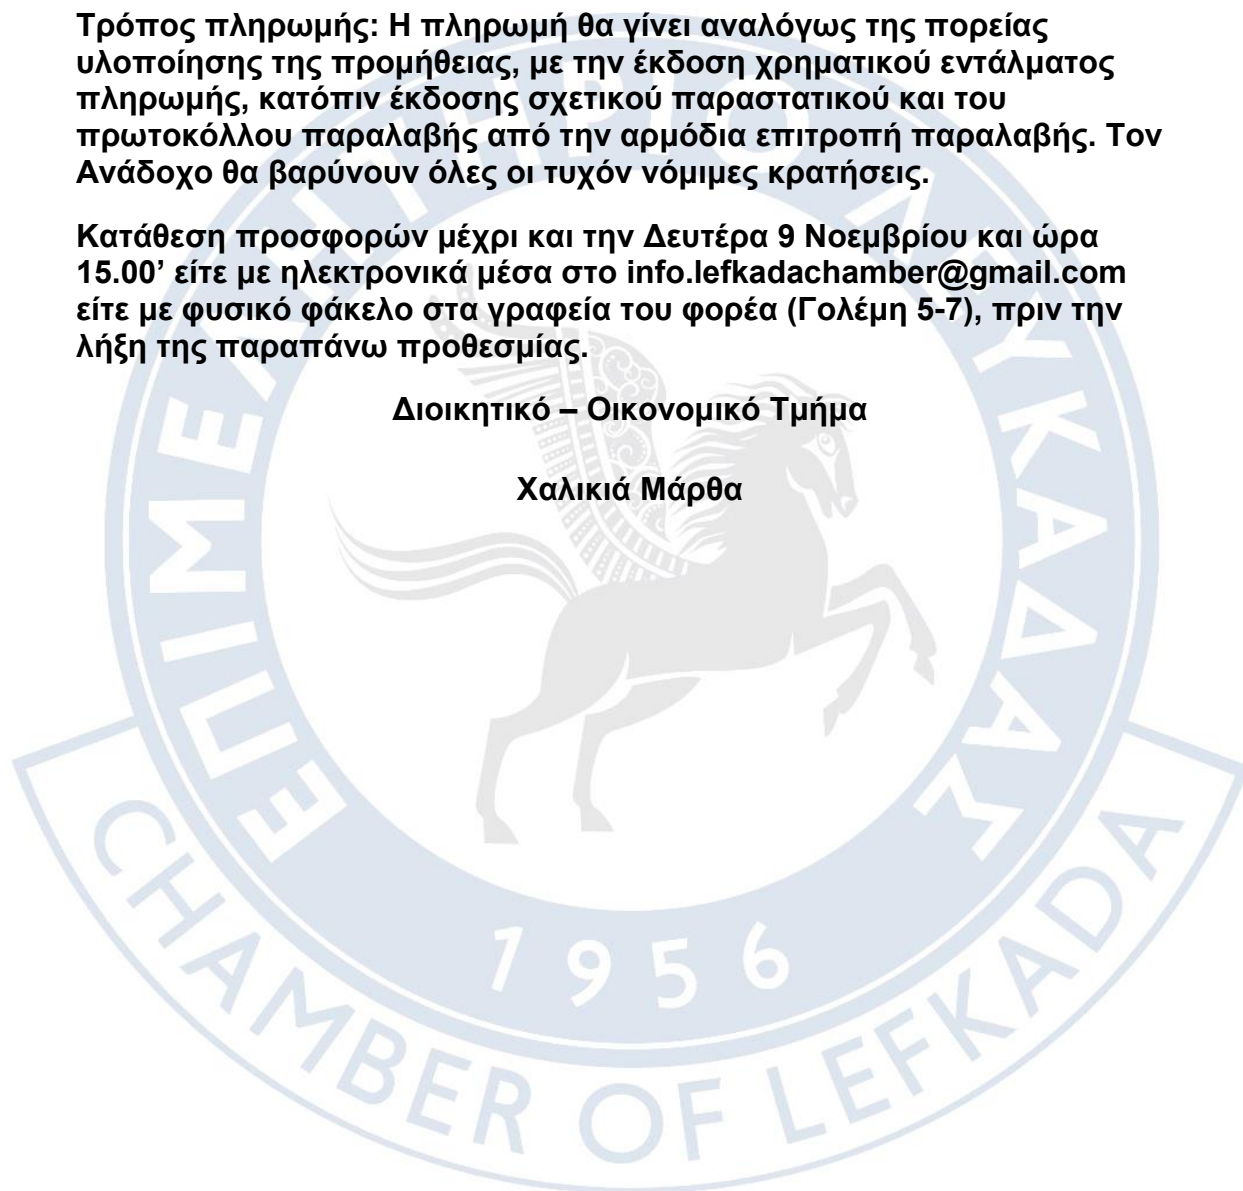 Τρόπος πληρωμής: Η πληρωμή θα γίνει αναλόγως της πορείας
υλοποίησης της προμήθειας, με την έκδοση χρηματικού εντάλματος
πληρωμής, κατόπιν έκδοσης σχετικού παραστατικού και του
πρωτοκόλλου παραλαβής από την αρμόδια επιτροπή παραλαβής. Τον
Ανάδοχο θα βαρύνουν όλες οι τυχόν νόμιμες κρατήσεις.
Κατάθεση προσφορών μέχρι και την Δευτέρα 9 Νοεμβρίου και ώρα
15.00’ είτε με ηλεκτρονικά μέσα στο info.lefkadachamber@gmail.com
είτε με φυσικό φάκελο στα γραφεία του φορέα (Γολέμη 5-7), πριν την
λήξη της παραπάνω προθεσμίας.
Διοικητικό – Οικονομικό Τμήμα
Χαλικιά Μάρθα
ΕΠΙΜΕΛΗΤΗΡΙΟ ΛΕΥΚΑΔΑΣ
1956
CHAMBER OF LEFKADA